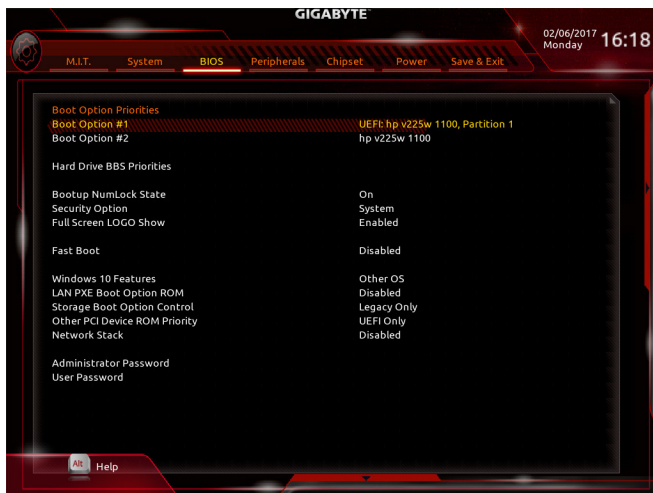 GIGABYTE™
02/06/2017 16:18
Monday
M.I.T. System BIOS Peripherals Chipset Power Save & Exit
Boot Option Priorities
Boot Option #1 UEFI: hp v225w 1100, Partition 1
Boot Option #2 hp v225w 1100
Hard Drive BBS Priorities
Bootup NumLock State On
Security Option System
Full Screen LOGO Show Enabled
Fast Boot Disabled
Windows 10 Features Other OS
LAN PXE Boot Option ROM Disabled
Storage Boot Option Control Legacy Only
Other PCI Device ROM Priority UEFI Only
Network Stack Disabled
Administrator Password
User Password
Alt Help